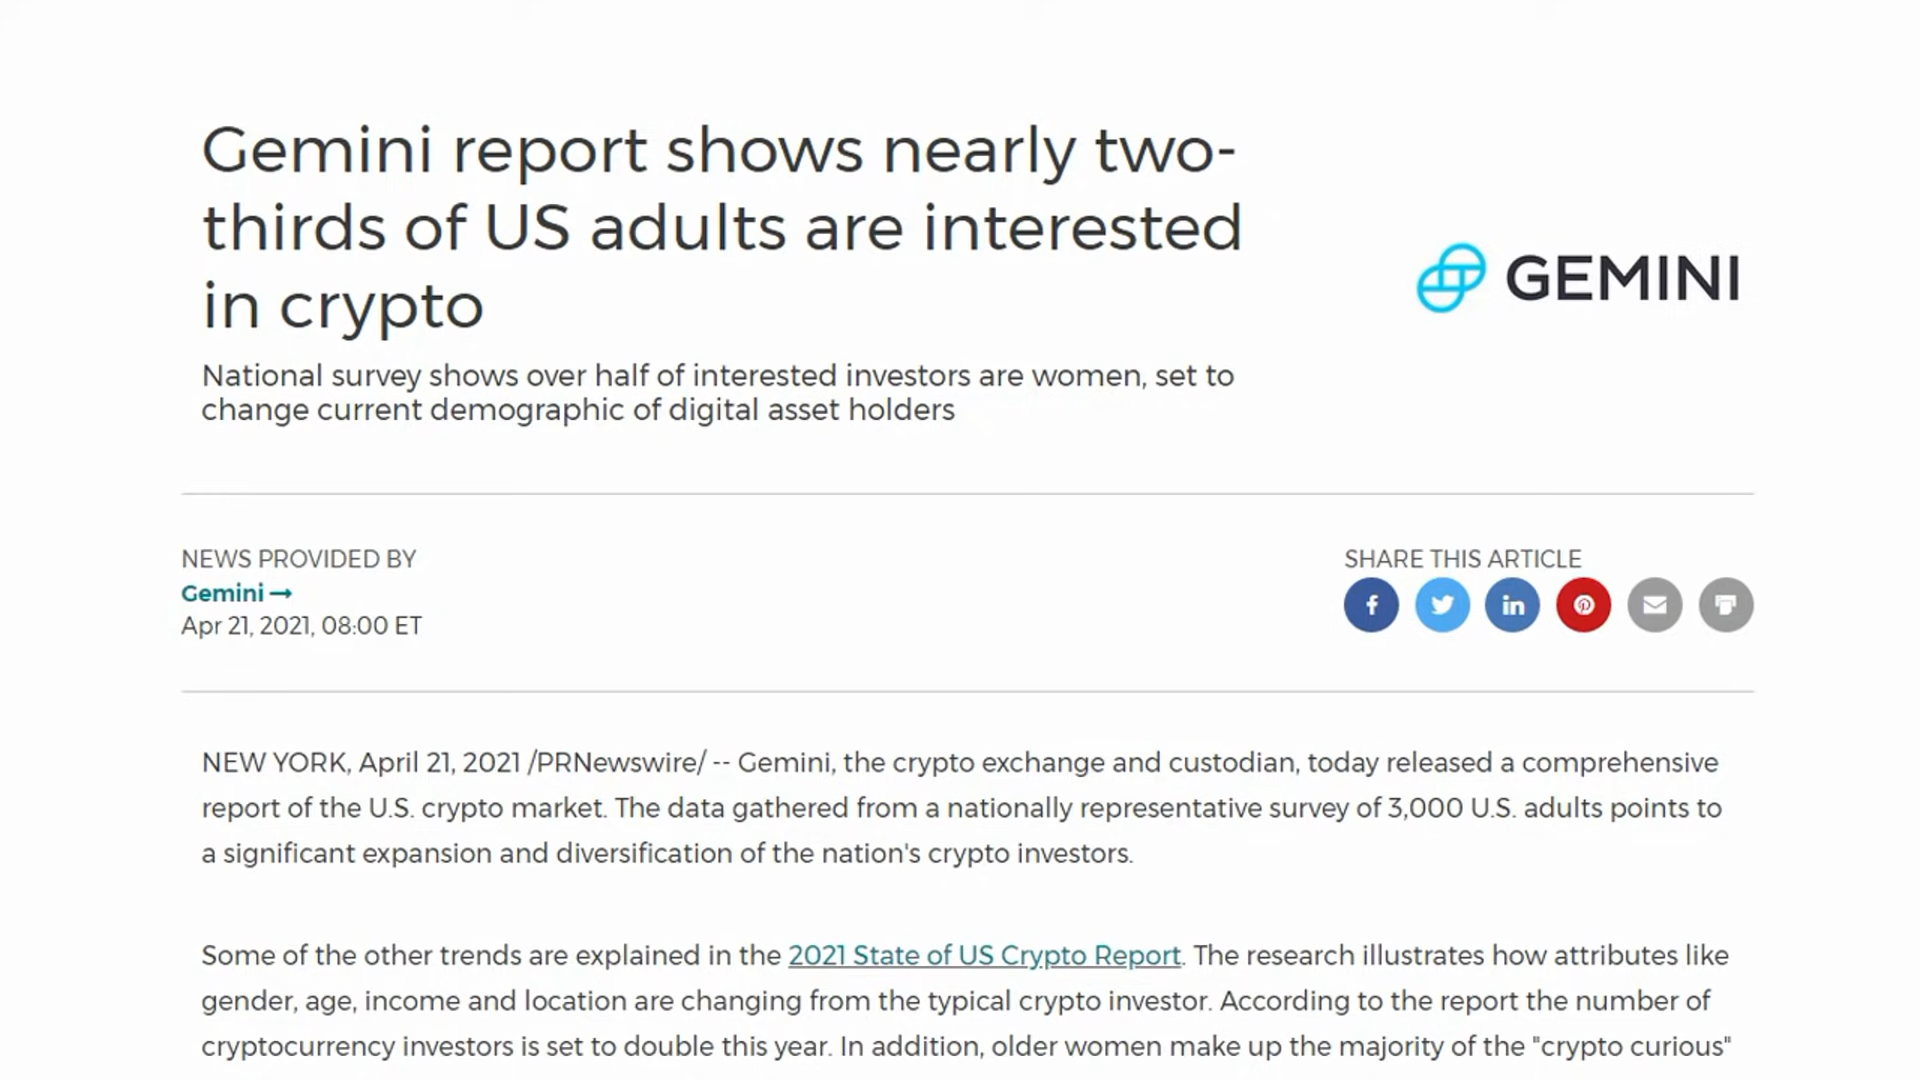 Gemini report shows nearly two-
thirds of US adults are interested
in crypto
GEMINI
National survey shows over half of interested investors are women, set to
change current demographic of digital asset holders
NEWS PROVIDED BY
Gemini →
Apr 21, 2021, 08:00 ET
SHARE THIS ARTICLE
NEW YORK, April 21, 2021 /PRNewswire/ -- Gemini, the crypto exchange and custodian, today released a comprehensive
report of the U.S. crypto market. The data gathered from a nationally representative survey of 3,000 U.S. adults points to
a significant expansion and diversification of the nation's crypto investors.
Some of the other trends are explained in the 2021 State of US Crypto Report. The research illustrates how attributes like
gender, age, income and location are changing from the typical crypto investor. According to the report the number of
cryptocurrency investors is set to double this year. In addition, older women make up the majority of the "crypto curious"